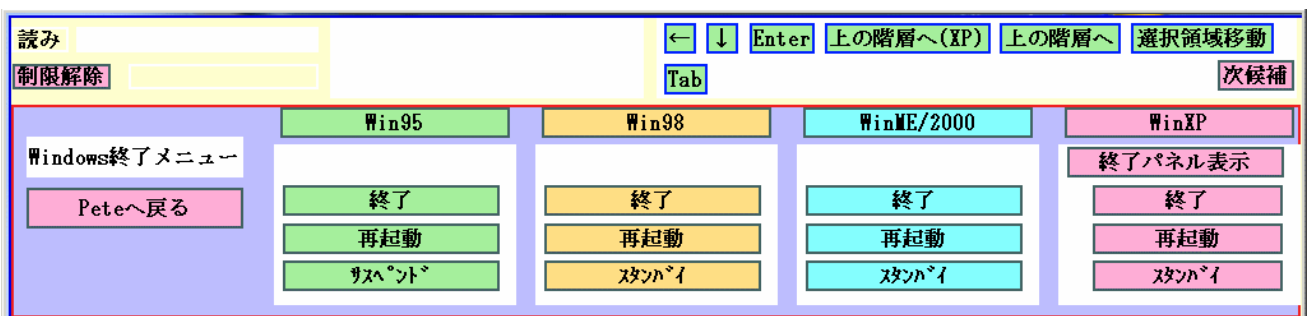 読み ← ↓ Enter 上の階層へ(XP) 上の階層へ 選択領域移動
制限解除 Tab 次候補
Win95 Win98 WinME/2000 WinXP
Windows終了メニュー 終了パネル表示
Peteへ戻る 終了 終了 終了 終了
再起動 再起動 再起動 再起動
ｻｽﾍﾟﾝﾄﾞ ｽﾀﾝﾊﾞｲ ｽﾀﾝﾊﾞｲ ｽﾀﾝﾊﾞｲ